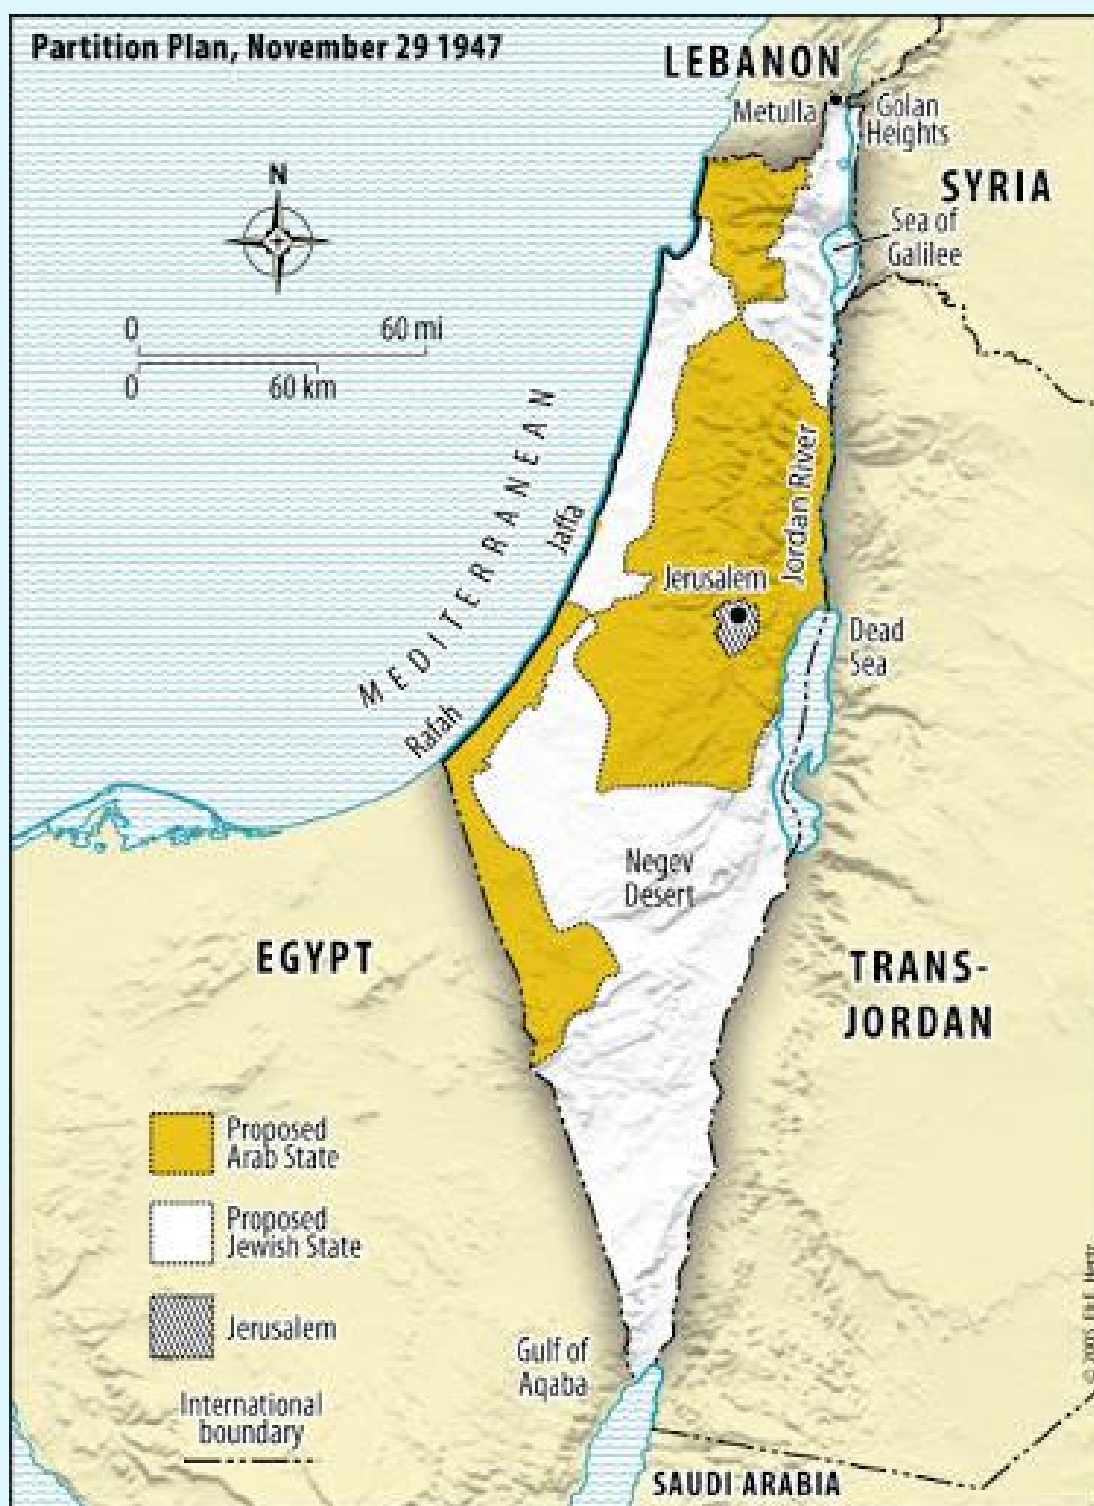 Partition Plan, November 29 1947
LEBANON
Metulla
Golan
Heights
N
SYRIA
Sea of
Galilee
0
60 mi
0
60 km
MEDITERRANEAN
Jaffa
Jordan River
Jerusalem
Dead
Sea
Rafah
Negev
Desert
EGYPT
TRANS-
JORDAN
Proposed
Arab State
Proposed
Jewish State
Jerusalem
Gulf of
Aqaba
International
boundary
SAUDI ARABIA
© 2005